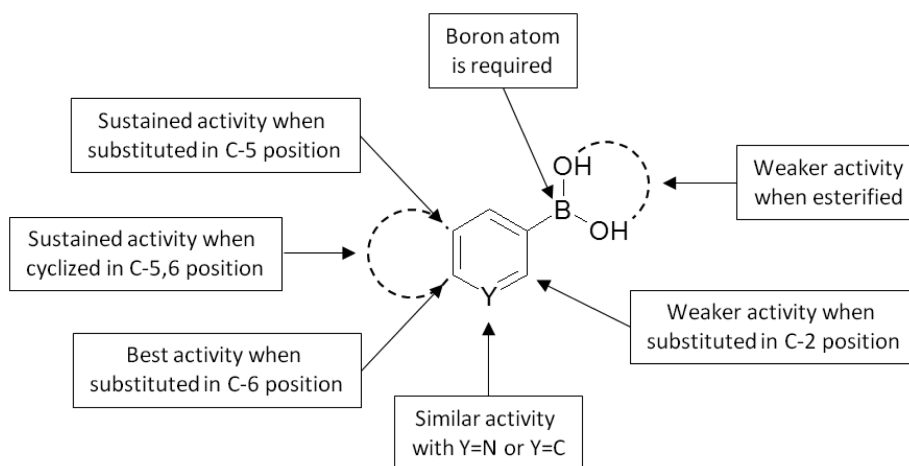 Boron atom
is required
Sustained activity when
substituted in C-5 position
OH
B
OH
Weaker activity
when esterified
Sustained activity when
cyclized in C-5,6 position
Y
Best activity when
substituted in C-6 position
Weaker activity when
substituted in C-2 position
Similar activity
with Y=N or Y=C